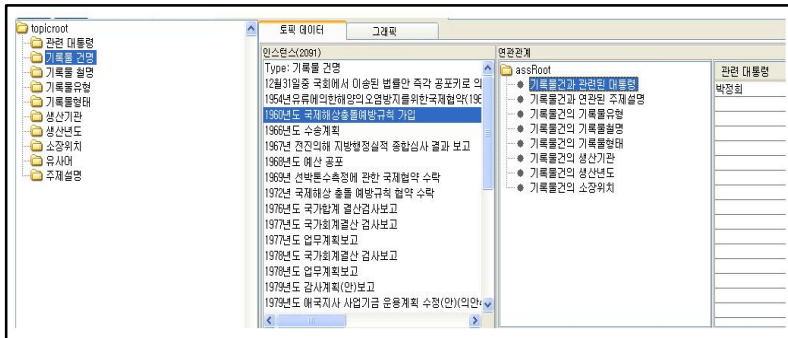 topicroot
관련 대통령
기록물 건명
기록물 철명
기록물유형
기록물형태
생산기관
생산년도
소장위치
유사어
주제설명
토픽 데이터
그래픽
인스턴스(2091)
Type: 기록물 건명
12월31일중 국회에서 이송된 법률안 즉각 공포키로 의
1954년유류에의한해양의오염방지를위한국제협약(196
1960년도 국제해상충돌예방규칙 가입
1966년도 수송계획
1967년 전진의해 지방행정실적 종합심사 결과 보고
1968년도 예산 공포
1969년 선박톤수측정에 관한 국제협약 수락
1972년 국제해상 충돌 예방규칙 협약 수락
1976년도 국가합계 결산검사보고
1977년도 국가회계결산 검사보고
1977년도 업무계획보고
1978년도 국가회계결산 검사보고
1978년도 업무계획보고
1979년도 감사계획(안)보고
1979년도 애국지사 사업기금 운용계획 수정(안)(의안
연관관계
assRoot
기록물건과 관련된 대통령
기록물건과 연관된 주제설명
기록물건의 기록물유형
기록물건의 기록물철명
기록물건의 기록물형태
기록물건의 생산기관
기록물건의 생산년도
기록물건의 소장위치
관련 대통령
박정희